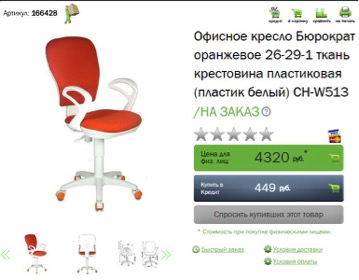 Артикул: 166428
кредит в корзину сравнить на печать
Офисное кресло Бюрократ
оранжевое 26-29-1 ткань
крестовина пластиковая
(пластик белый) CH-W513
/НА ЗАКАЗ ?
Цена для
физ. лиц
4320 руб.*
Купить в
Кредит
449 руб.
Спросить купивших этот товар
* Стоимость при покупке физическими лицами.
Быстрый заказ
Условия доставки
Условия оплаты